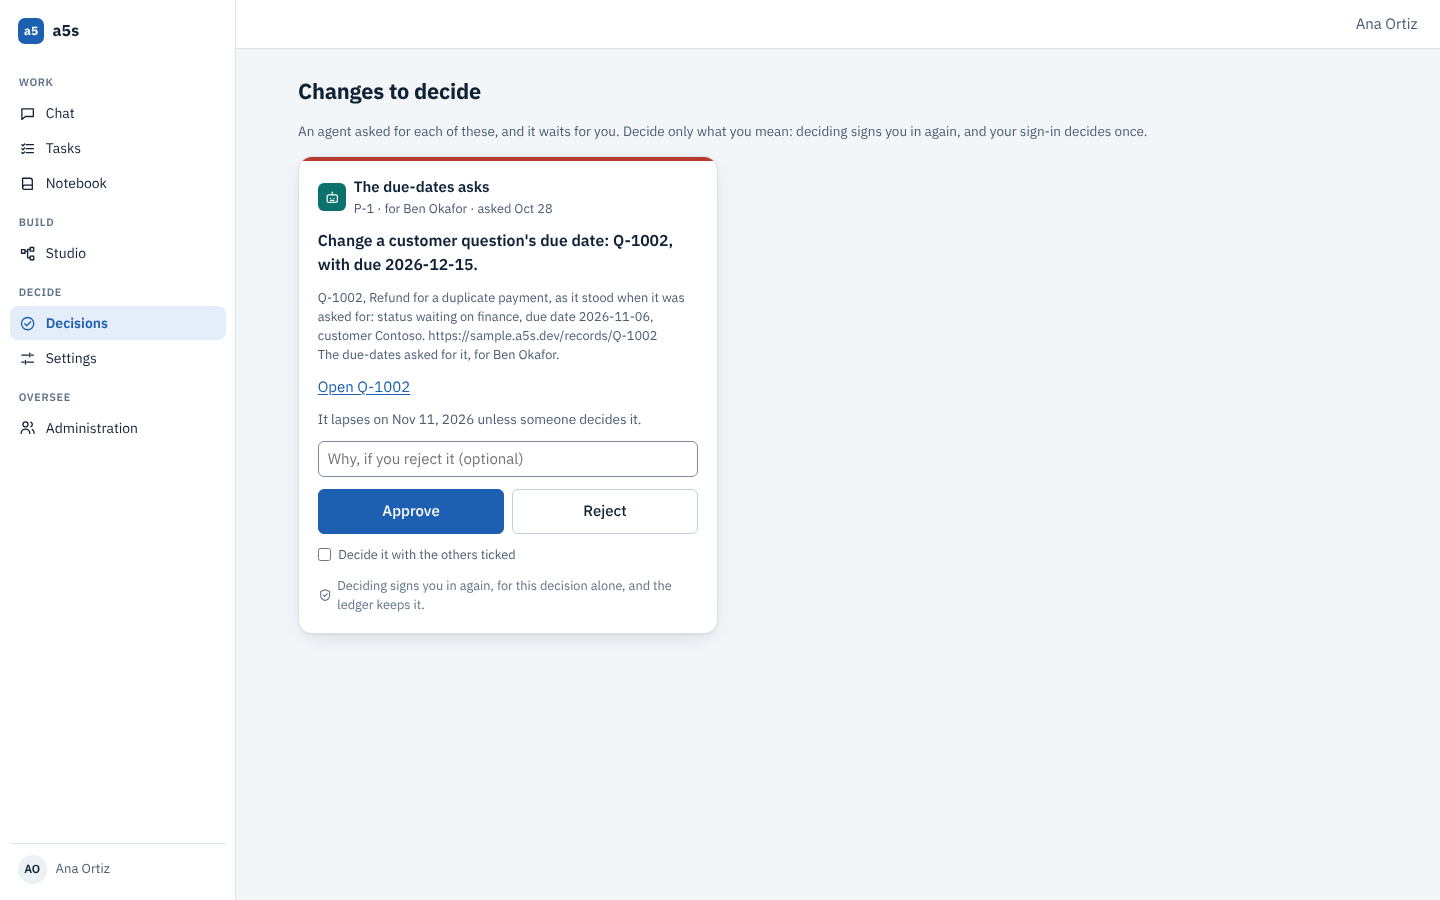 a5 a5s
Ana Ortiz
WORK
Chat
Tasks
Notebook
BUILD
Studio
DECIDE
Decisions
Settings
OVERSEE
Administration
AO Ana Ortiz
Changes to decide
An agent asked for each of these, and it waits for you. Decide only what you mean: deciding signs you in again, and your sign-in decides once.
The due-dates asks
P-1 · for Ben Okafor · asked Oct 28
Change a customer question's due date: Q-1002,
with due 2026-12-15.
Q-1002, Refund for a duplicate payment, as it stood when it was
asked for: status waiting on finance, due date 2026-11-06,
customer Contoso. https://sample.a5s.dev/records/Q-1002
The due-dates asked for it, for Ben Okafor.
Open Q-1002
It lapses on Nov 11, 2026 unless someone decides it.
Why, if you reject it (optional)
Approve Reject
Decide it with the others ticked
Deciding signs you in again, for this decision alone, and the
ledger keeps it.